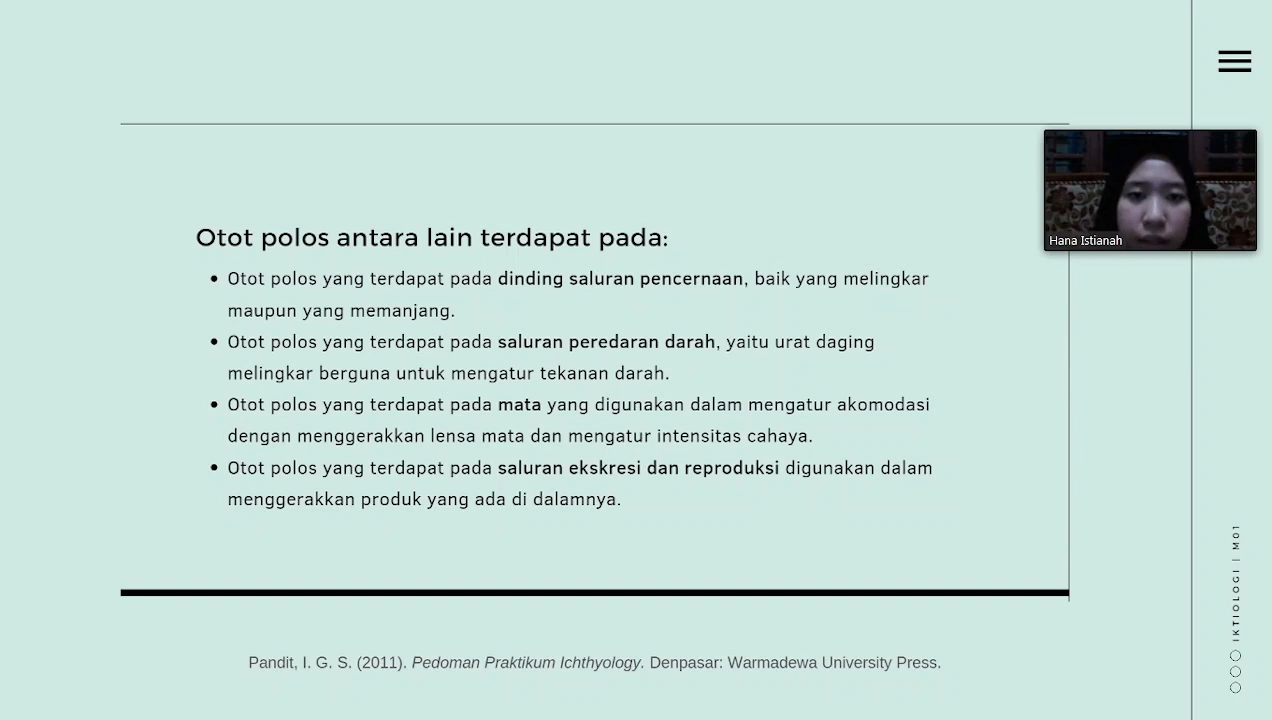 Otot polos antara lain terdapat pada:
• Otot polos yang terdapat pada dinding saluran pencernaan, baik yang melingkar
maupun yang memanjang.
• Otot polos yang terdapat pada saluran peredaran darah, yaitu urat daging
melingkar berguna untuk mengatur tekanan darah.
• Otot polos yang terdapat pada mata yang digunakan dalam mengatur akomodasi
dengan menggerakkan lensa mata dan mengatur intensitas cahaya.
• Otot polos yang terdapat pada saluran ekskresi dan reproduksi digunakan dalam
menggerakkan produk yang ada di dalamnya.
Pandit, I. G. S. (2011). Pedoman Praktikum Ichthyology. Denpasar: Warmadewa University Press.
Hana Istianah
IKTIOLOGI | M01